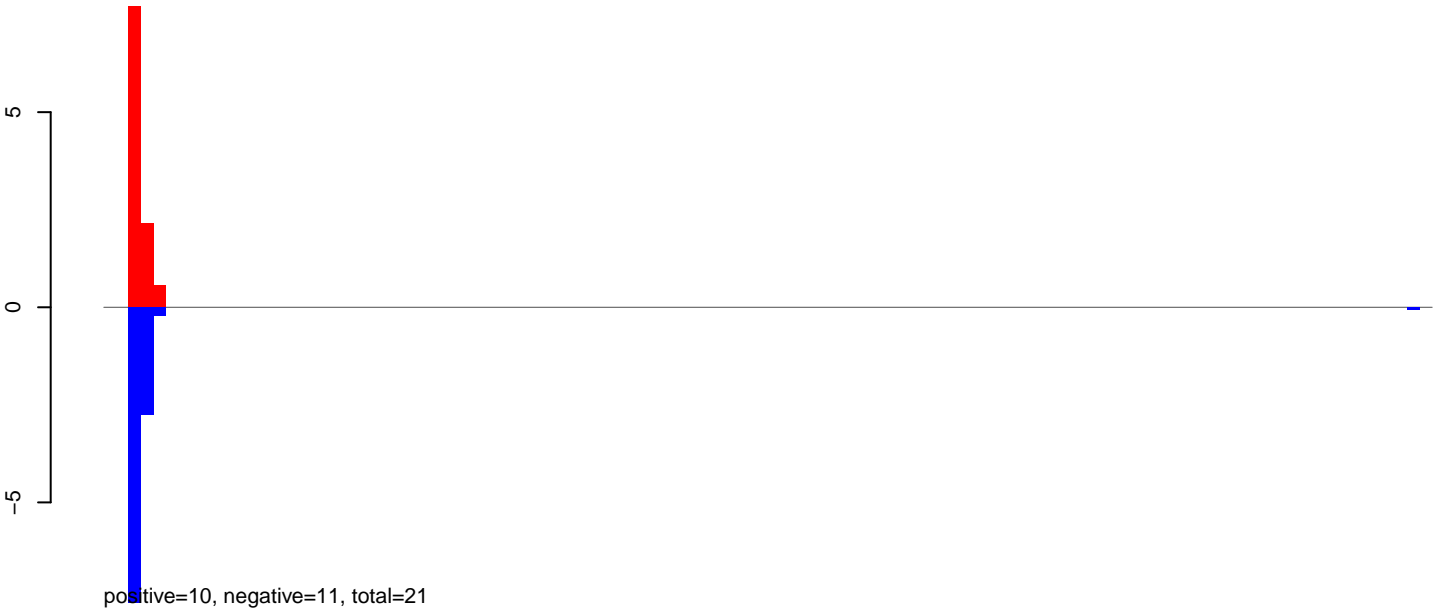 5
0
−5
positive=10, negative=11, total=21